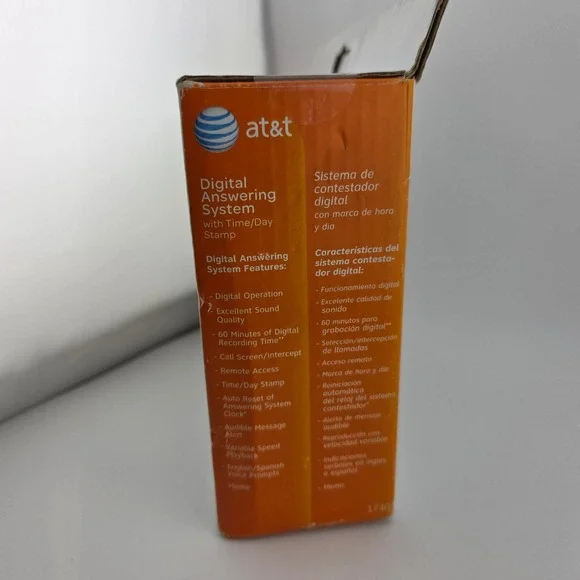 at&t
Digital
Answering
System
with Time/Day
Stamp
Digital Answering
System Features:
- Digital Operation
- Excellent Sound
Quality
- 60 Minutes of Digital
Recording Time**
- Call Screen/intercept
- Remote Access
- Time/Day Stamp
- Auto Reset of
Answering System
Clock*
- Audible Message
Alert
- Variable Speed
Playback
- English/Spanish
Voice Prompts
Sistema de
contestador
digital
con marca de hora
y dia
Características del
sistema contesta-
dor digital:
- Funcionamiento digital
- Excelente calidad de
sonido
- 60 minutos para
grabación digital**
- Selección/intercepción
de llamadas
- Acceso remoto
- Marca de hora y dia
- Reiniciación
automática
del reloj del sistema
contestador*
- Alerta de mensaje
audible
- Reproducción con
velocidad variable
- Indicaciones
verbales en ingles
o español
1740